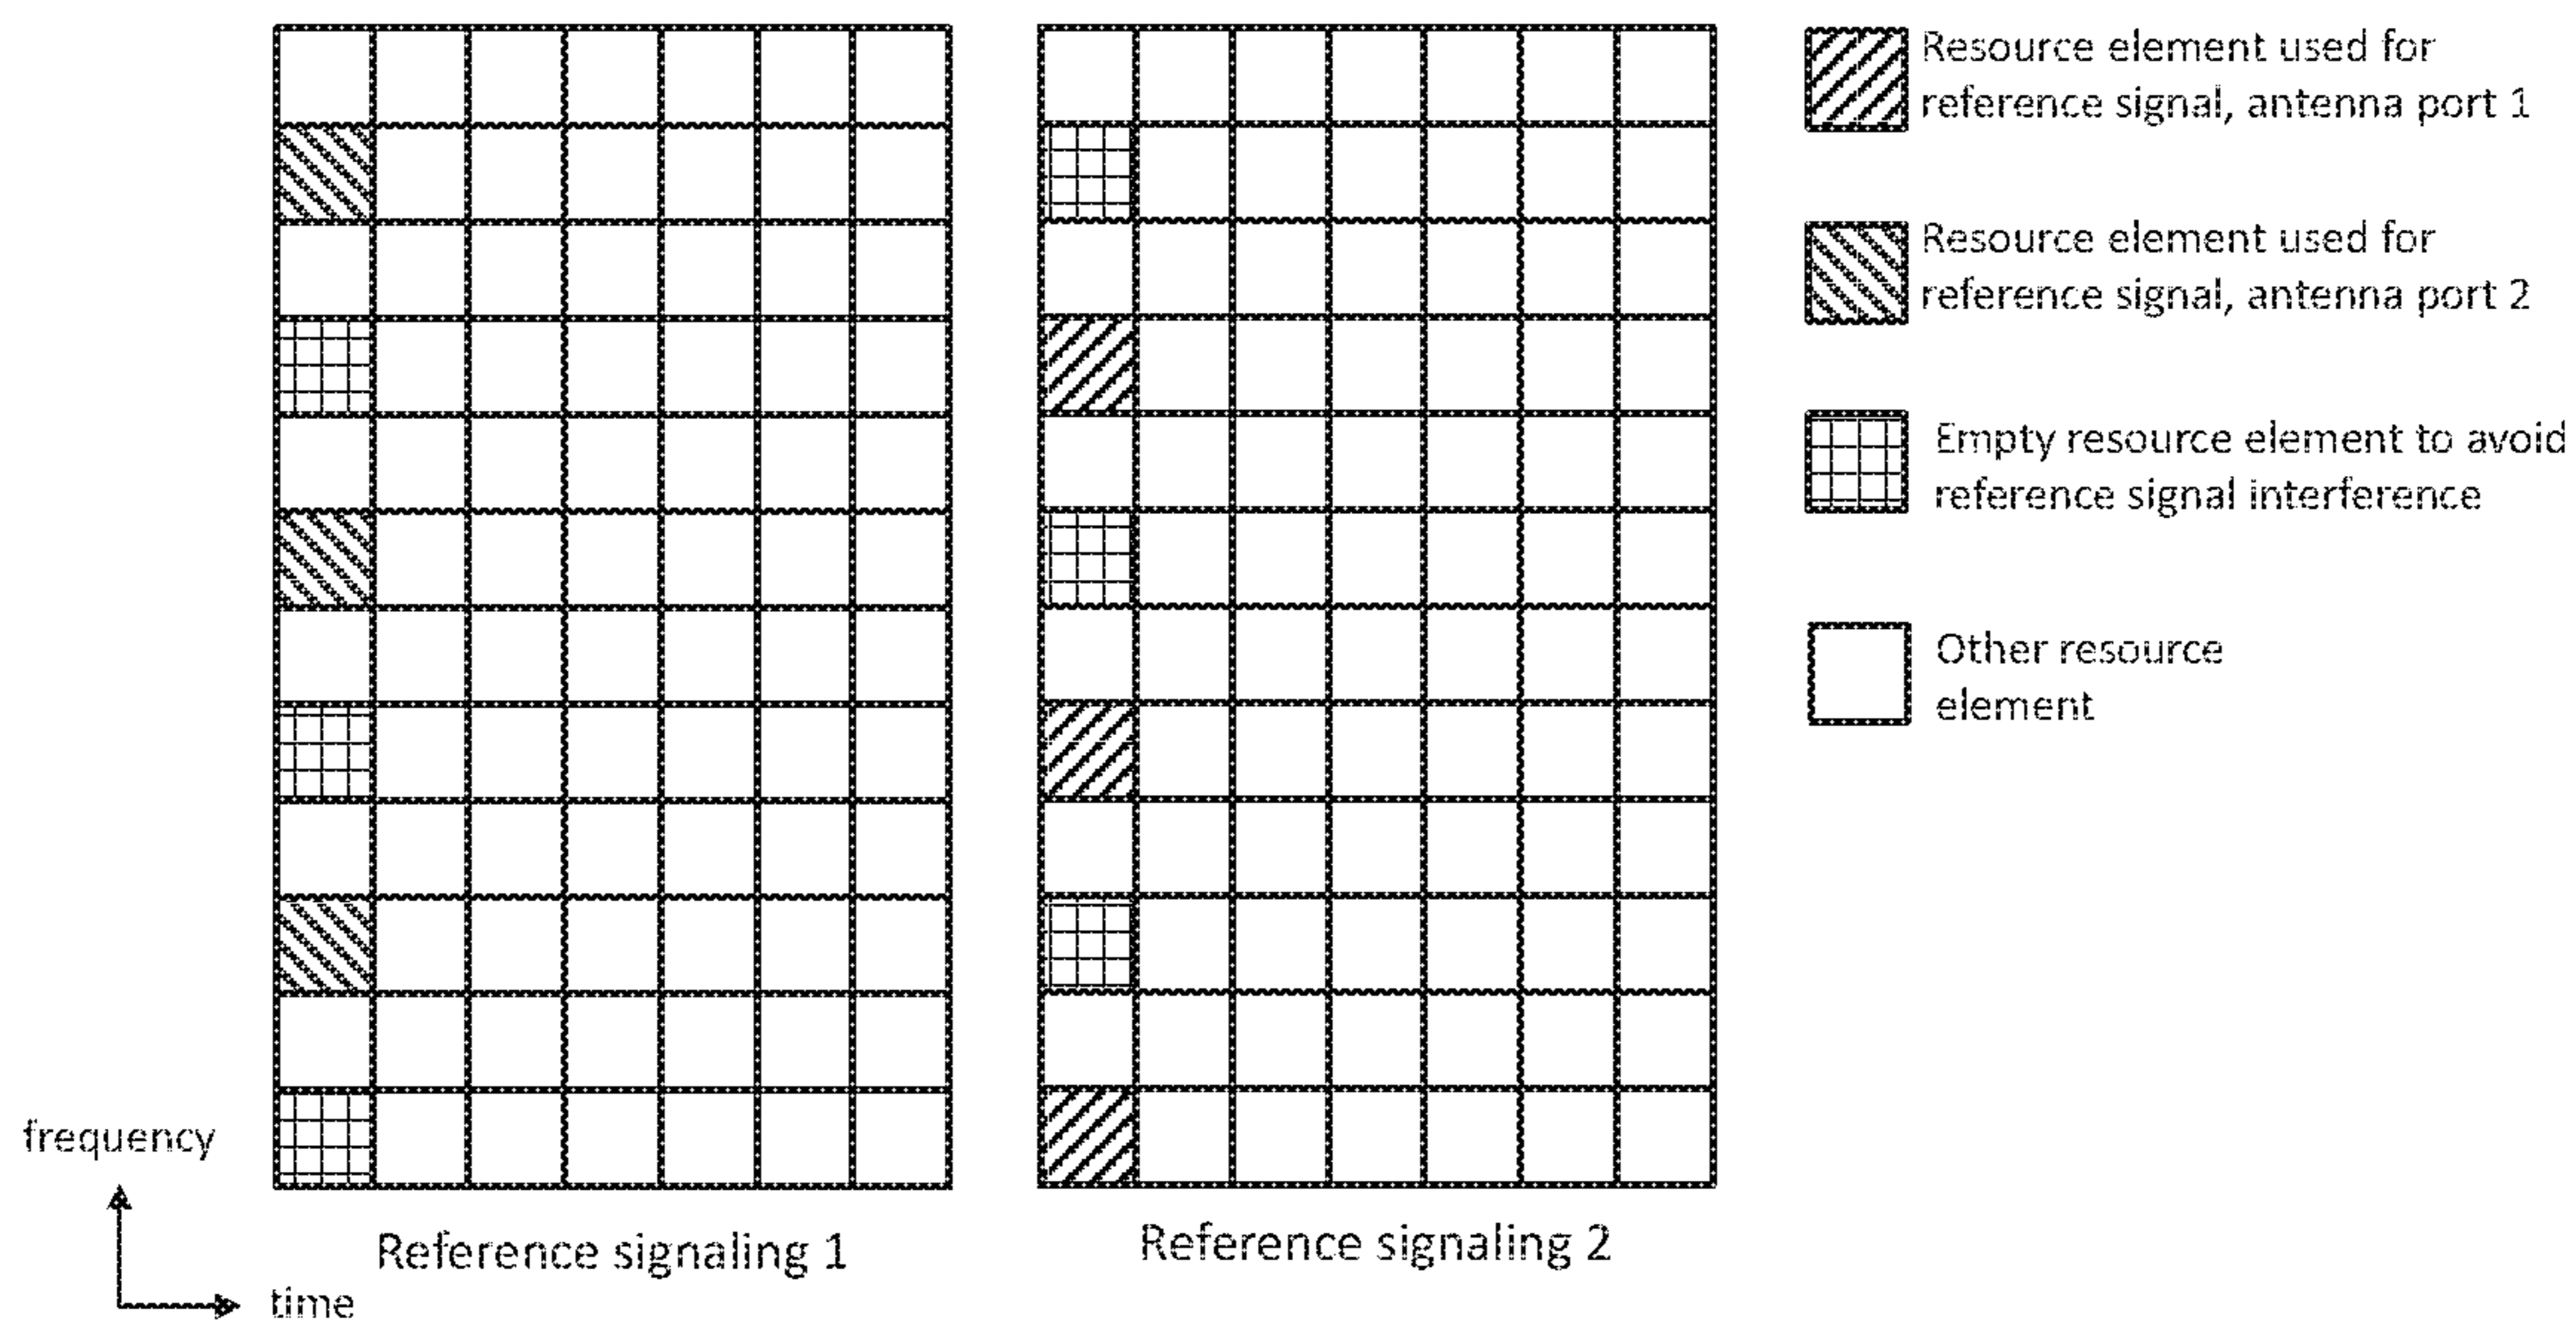 Resource element used for
reference signal, antenna port 1
Resource element used for
reference signal, antenna port 2
Empty resource element to avoid
reference signal interference
Other resource
element
frequency
time
Reference signaling 1
Reference signaling 2